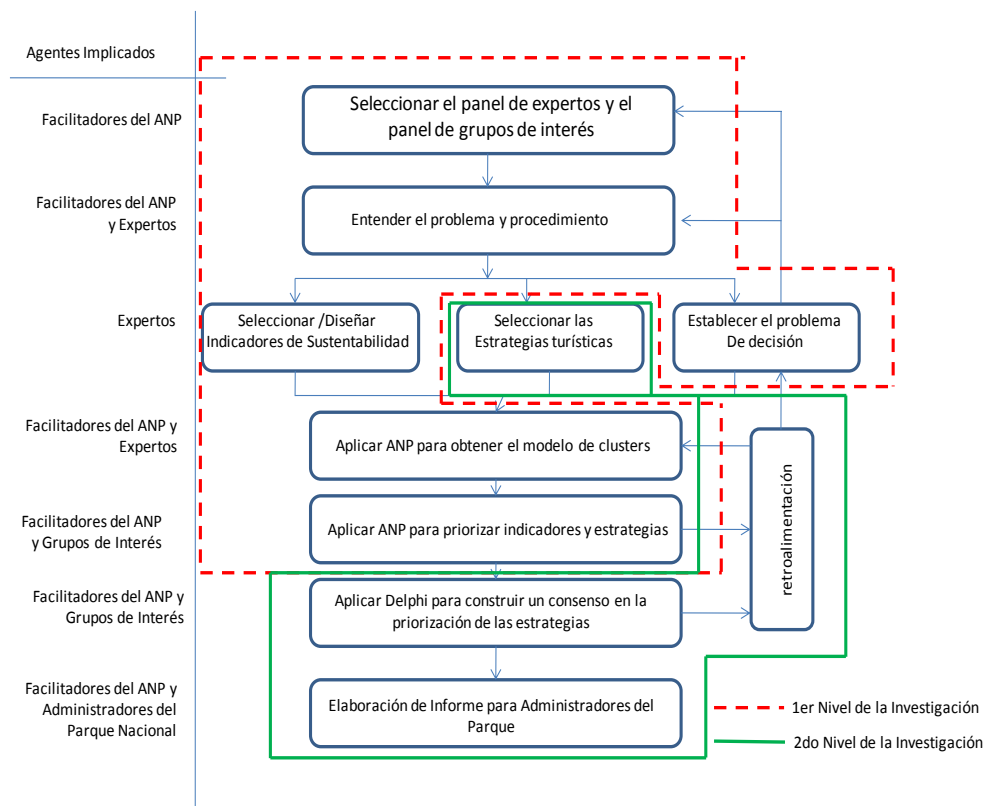 Agentes Implicados
Facilitadores del ANP
Seleccionar el panel de expertos y el
panel de grupos de interés
Facilitadores del ANP
y Expertos
Entender el problema y procedimiento
Expertos
Seleccionar /Diseñar
Indicadores de Sustentabilidad
Seleccionar las
Estrategias turísticas
Establecer el problema
De decisión
Facilitadores del ANP y
Expertos
Aplicar ANP para obtener el modelo de clusters
retroalimentación
Facilitadores del ANP
y Grupos de Interés
Aplicar ANP para priorizar indicadores y estrategias
Facilitadores del ANP y
Grupos de Interés
Aplicar Delphi para construir un consenso en la
priorización de las estrategias
Facilitadores del ANP y
Administradores del
Parque Nacional
Elaboración de Informe para Administradores del
Parque
1er Nivel de la Investigación
2do Nivel de la Investigación